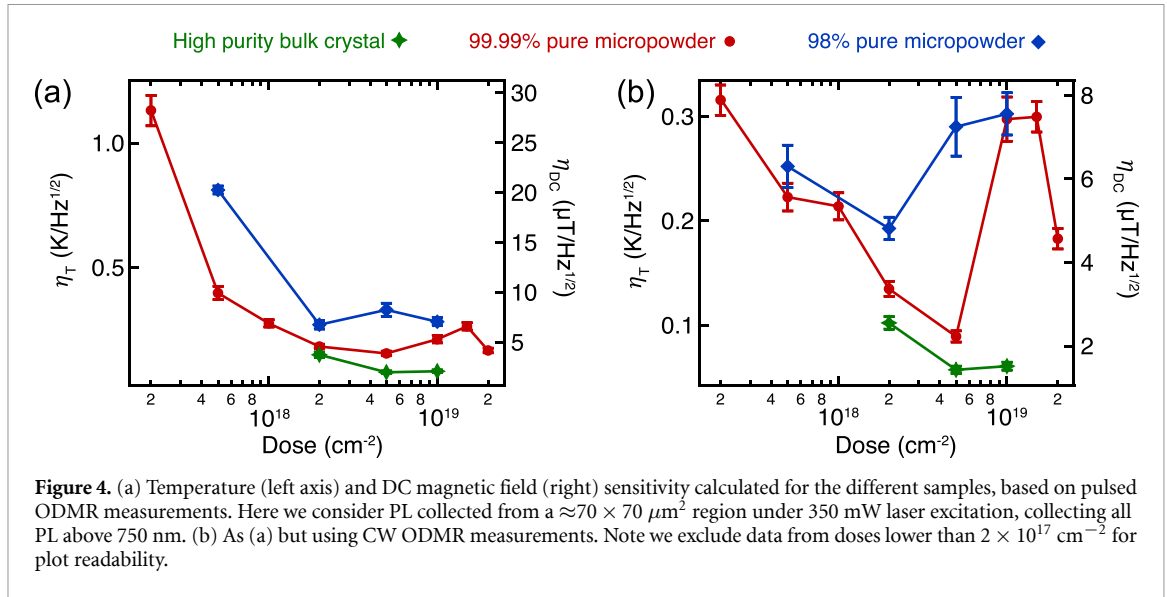 High purity bulk crystal 99.99% pure micropowder 98% pure micropowder
(a)
η_T (K/Hz^1/2)
1.0
0.5
30
25
20
15
10
5
η_DC (μT/Hz^1/2)
2 4 6 8 10^18 2 4 6 8 10^19 2
Dose (cm^-2)
(b)
η_T (K/Hz^1/2)
0.3
0.2
0.1
8
6
4
2
η_DC (μT/Hz^1/2)
2 4 6 8 10^18 2 4 6 8 10^19 2
Dose (cm^-2)
Figure 4. (a) Temperature (left axis) and DC magnetic field (right) sensitivity calculated for the different samples, based on pulsed
ODMR measurements. Here we consider PL collected from a ≈70 × 70 μm² region under 350 mW laser excitation, collecting all
PL above 750 nm. (b) As (a) but using CW ODMR measurements. Note we exclude data from doses lower than 2 × 10^17 cm^−2 for
plot readability.